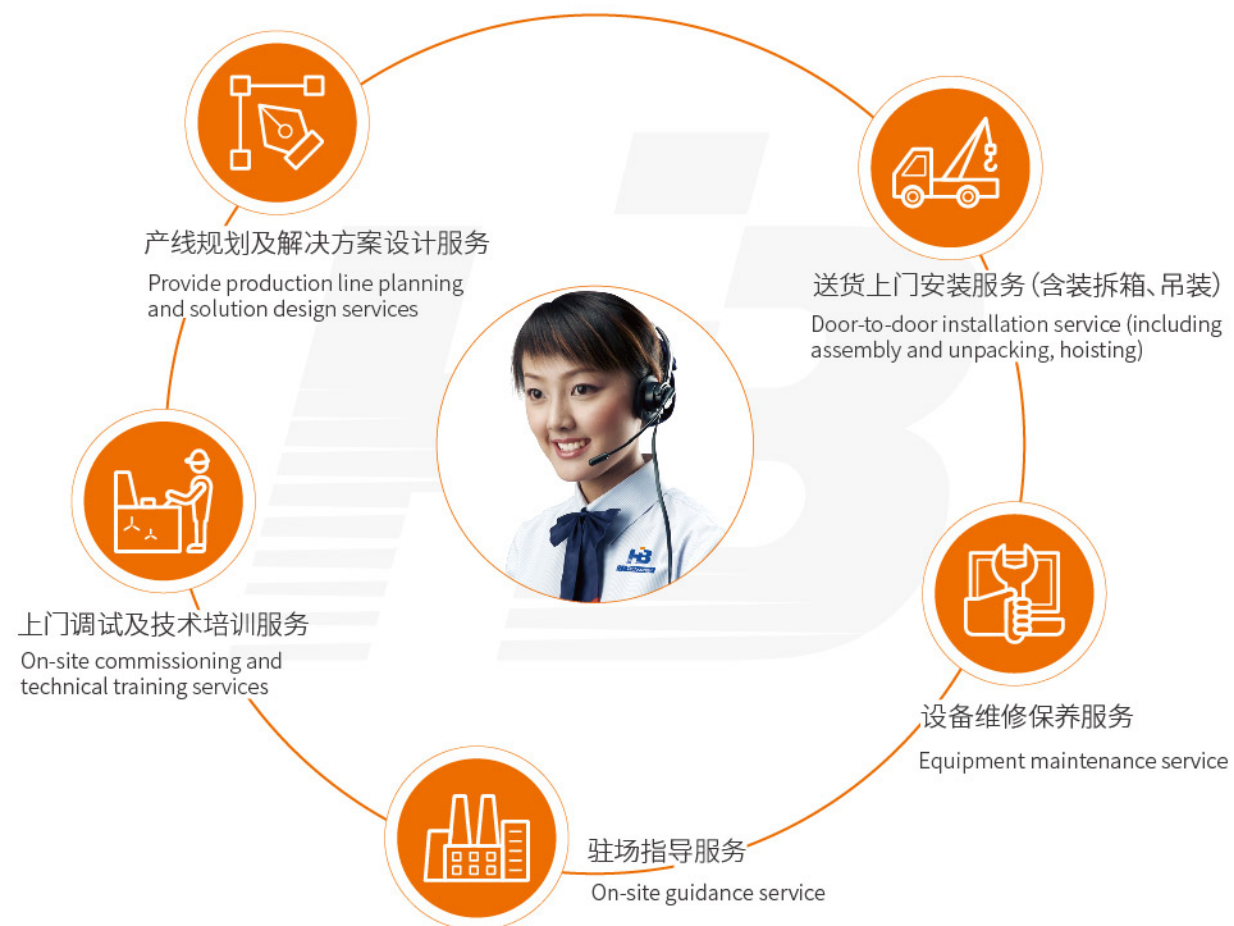 产线规划及解决方案设计服务
Provide production line planning
and solution design services
送货上门安装服务(含装拆箱、吊装)
Door-to-door installation service (including
assembly and unpacking, hoisting)
HB
上门调试及技术培训服务
On-site commissioning and
technical training services
设备维修保养服务
Equipment maintenance service
驻场指导服务
On-site guidance service